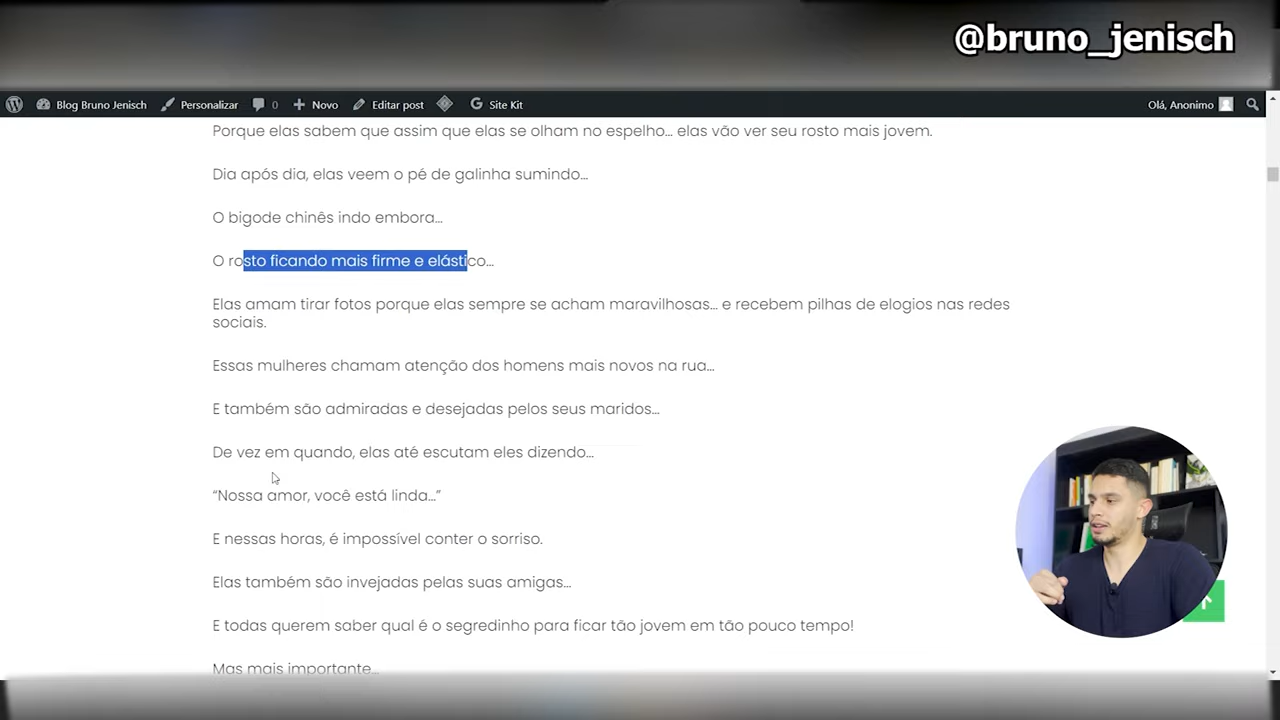 @bruno_jenisch
Blog Bruno Jenisch Personalizar 0 Novo Editar post Site Kit Olá, Anonimo
Porque elas sabem que assim que elas se olham no espelho… elas vão ver seu rosto mais jovem.
Dia após dia, elas veem o pé de galinha sumindo…
O bigode chinês indo embora…
O rosto ficando mais firme e elástico…
Elas amam tirar fotos porque elas sempre se acham maravilhosas… e recebem pilhas de elogios nas redes
sociais.
Essas mulheres chamam atenção dos homens mais novos na rua…
E também são admiradas e desejadas pelos seus maridos…
De vez em quando, elas até escutam eles dizendo…
“Nossa amor, você está linda…”
E nessas horas, é impossível conter o sorriso.
Elas também são invejadas pelas suas amigas…
E todas querem saber qual é o segredinho para ficar tão jovem em tão pouco tempo!
Mas mais importante…